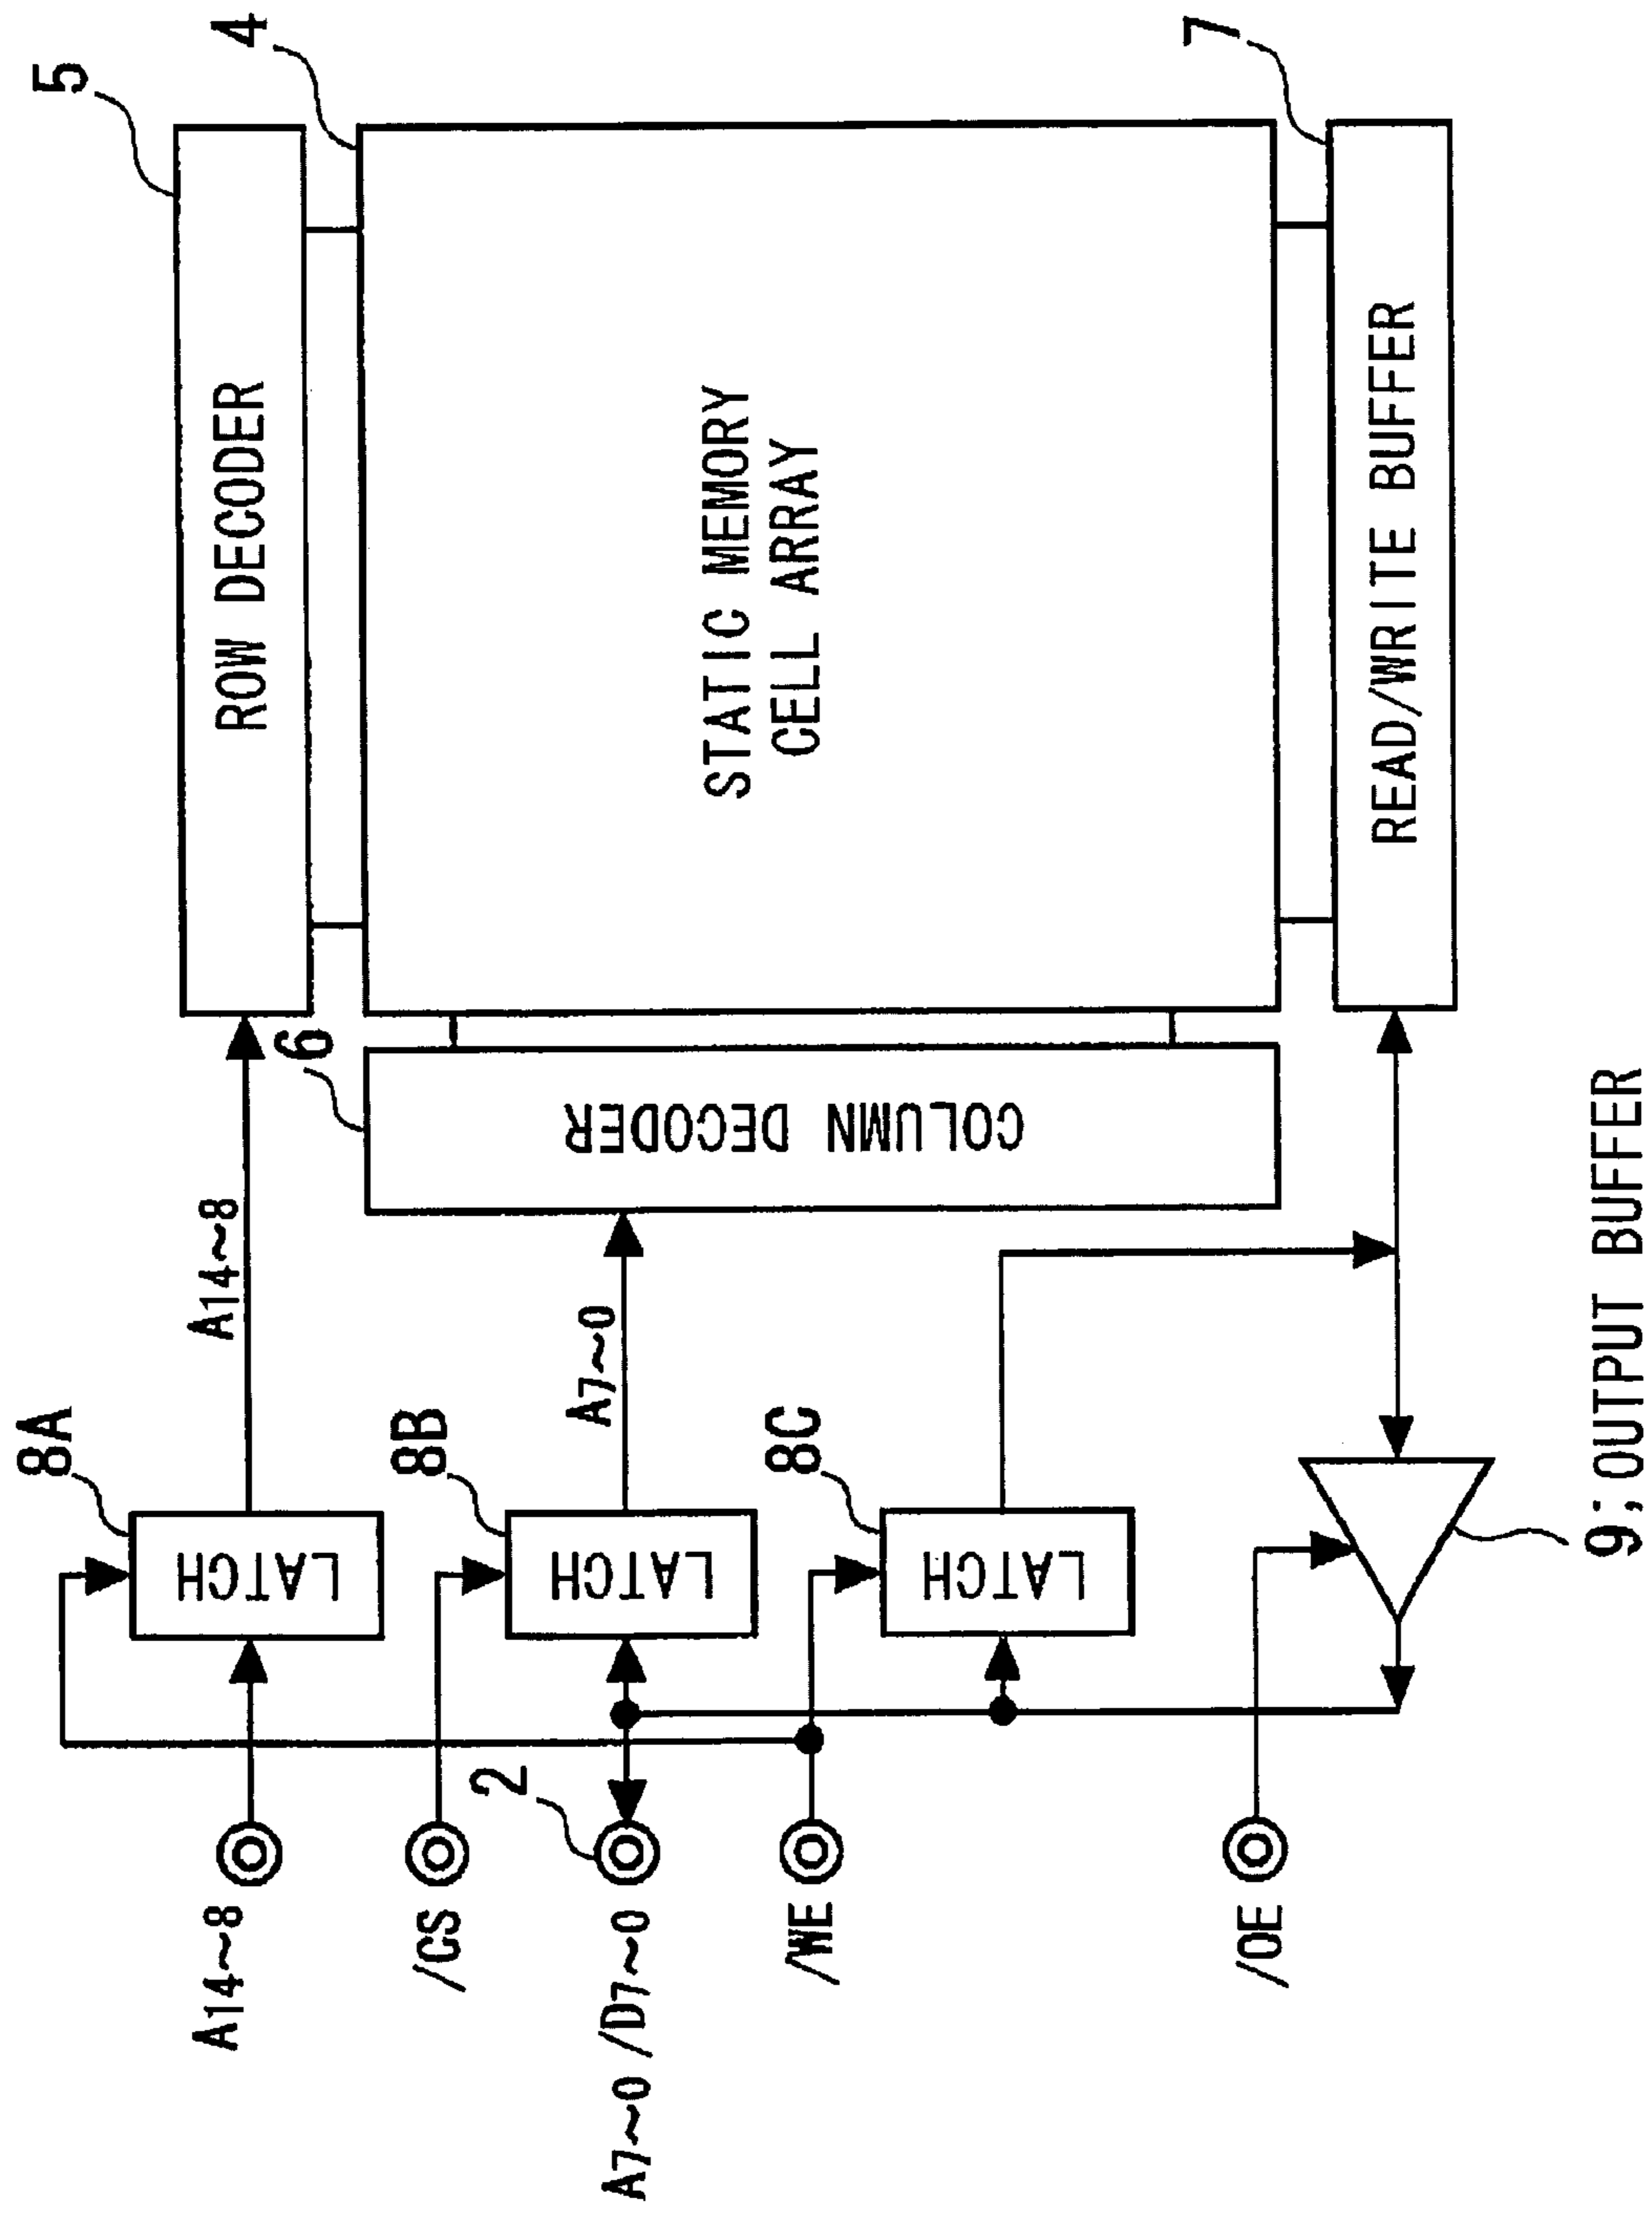 5
4
7
ROW DECODER
STATIC MEMORY
CELL ARRAY
READ/WRITE BUFFER
6
COLUMN DECODER
A14~8
A7~0
8A
8B
8C
LATCH
LATCH
LATCH
9;OUTPUT BUFFER
2
A14~8
/CS
A7~0/D7~0
/WE
/OE